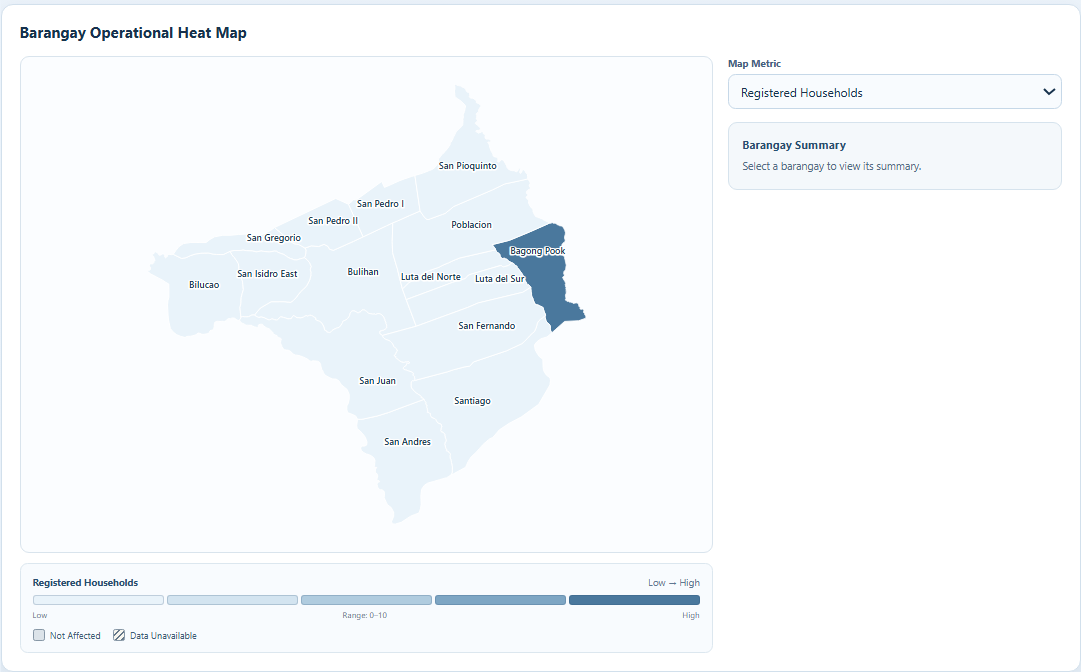 Barangay Operational Heat Map
Map Metric
Registered Households
Barangay Summary
Select a barangay to view its summary.
San Pioquinto
San Pedro I
San Pedro II
Poblacion
San Gregorio
Bagong Pook
San Isidro East
Bulihan
Luta del Norte
Luta del Sur
Bilucao
San Fernando
San Juan
Santiago
San Andres
Registered Households
Low → High
Low
Range: 0–10
High
Not Affected
Data Unavailable